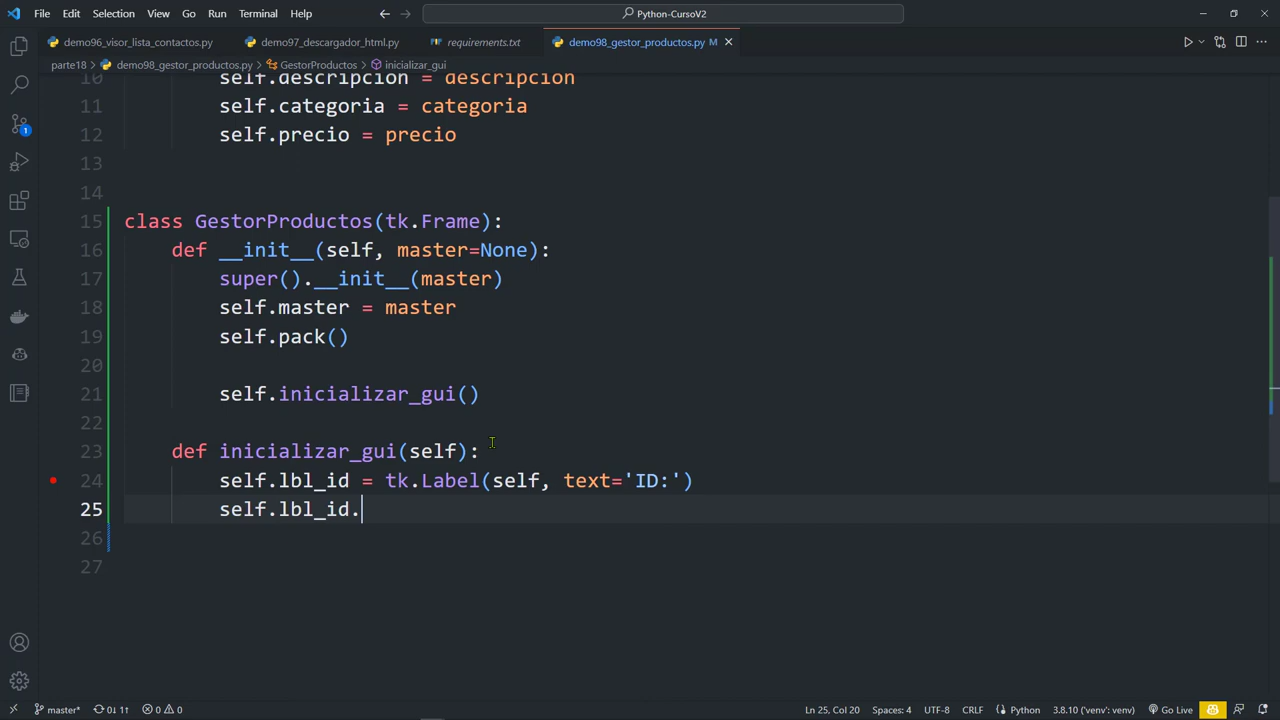 File Edit Selection View Go Run Terminal Help Python-CursoV2
demo96_visor_lista_contactos.py demo97_descargador_html.py requirements.txt demo98_gestor_productos.py M
parte18 > demo98_gestor_productos.py > GestorProductos > inicializar_gui
10 self.descripcion = descripcion
11 self.categoria = categoria
12 self.precio = precio
13
14
15 class GestorProductos(tk.Frame):
16 def __init__(self, master=None):
17 super().__init__(master)
18 self.master = master
19 self.pack()
20
21 self.inicializar_gui()
22
23 def inicializar_gui(self):
24 self.lbl_id = tk.Label(self, text='ID:')
25 self.lbl_id.
26
27
1
master* 0↓ 1↑ 0 0 Ln 25, Col 20 Spaces: 4 UTF-8 CRLF Python 3.8.10 ('venv': venv) Go Live